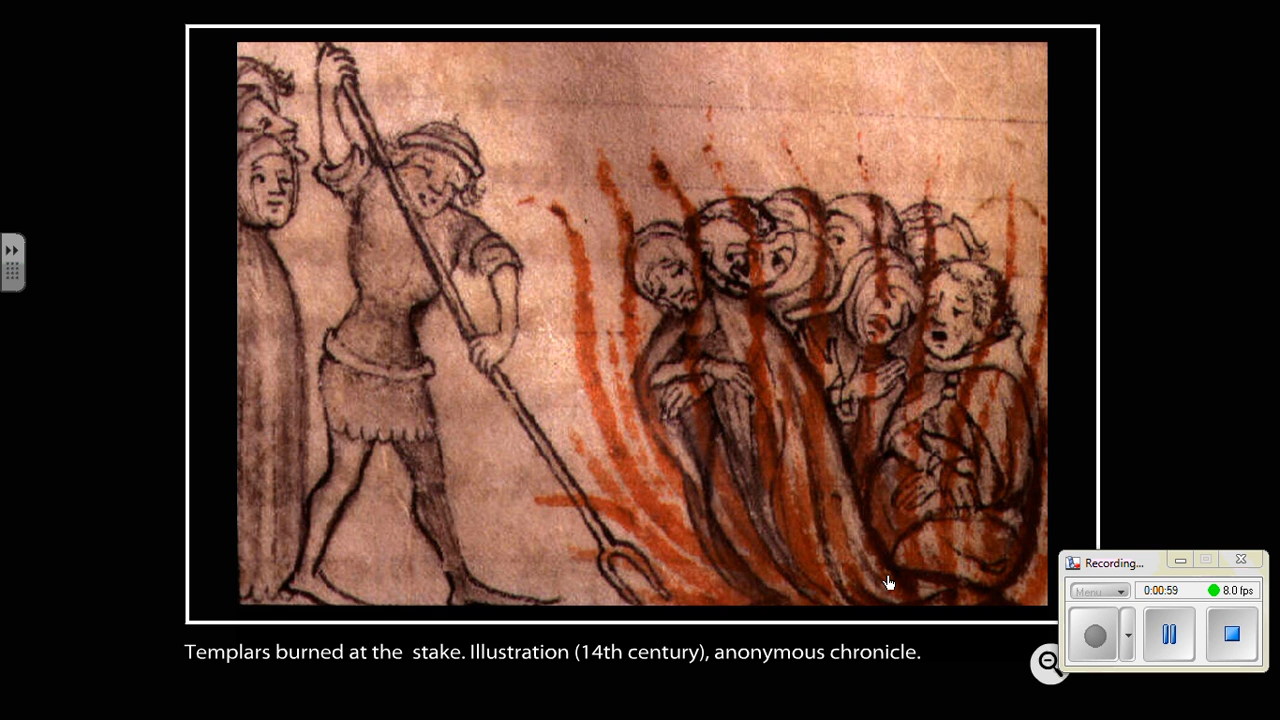 Recording...
Menu
0:00:59
8.0 fps
Templars burned at the  stake. Illustration (14th century), anonymous chronicle.